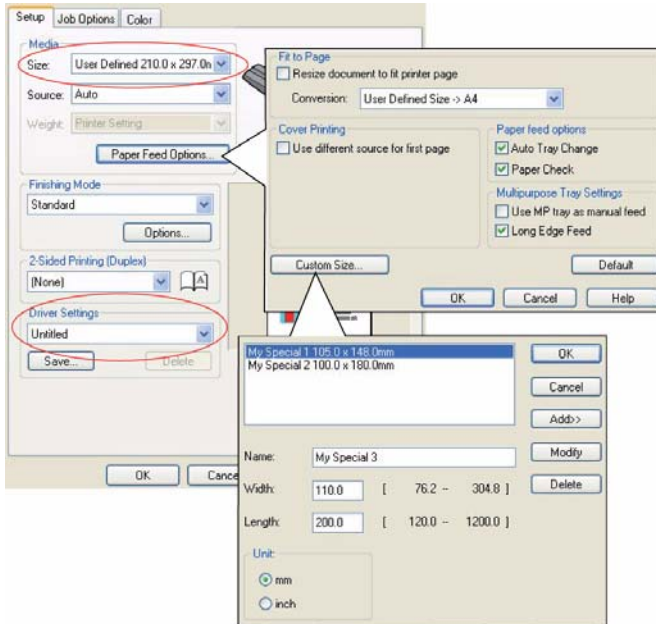 Setup
Job Options
Color
Media
Size: User Defined 210.0 x 297.0n
Source: Auto
Weight: Printer Setting
Paper Feed Options...
Finishing Mode
Standard
Options...
2-Sided Printing (Duplex)
(None)
A
Driver Settings
Untitled
Save... Delete
OK Cance
Fit to Page
Resize document to fit printer page
Conversion: User Defined Size -> A4
Cover Printing
Use different source for first page
Paper feed options
Auto Tray Change
Paper Check
Multipurpose Tray Settings
Use MP tray as manual feed
Long Edge Feed
Custom Size... Default
OK Cancel Help
My Special 1 105.0 x 148.0mm
My Special 2 100.0 x 180.0mm
OK
Cancel
Add>>
Modify
Delete
Name: My Special 3
Width: 110.0 [ 76.2 -- 304.8 ]
Length: 200.0 [ 120.0 -- 1200.0 ]
Unit:
mm
inch